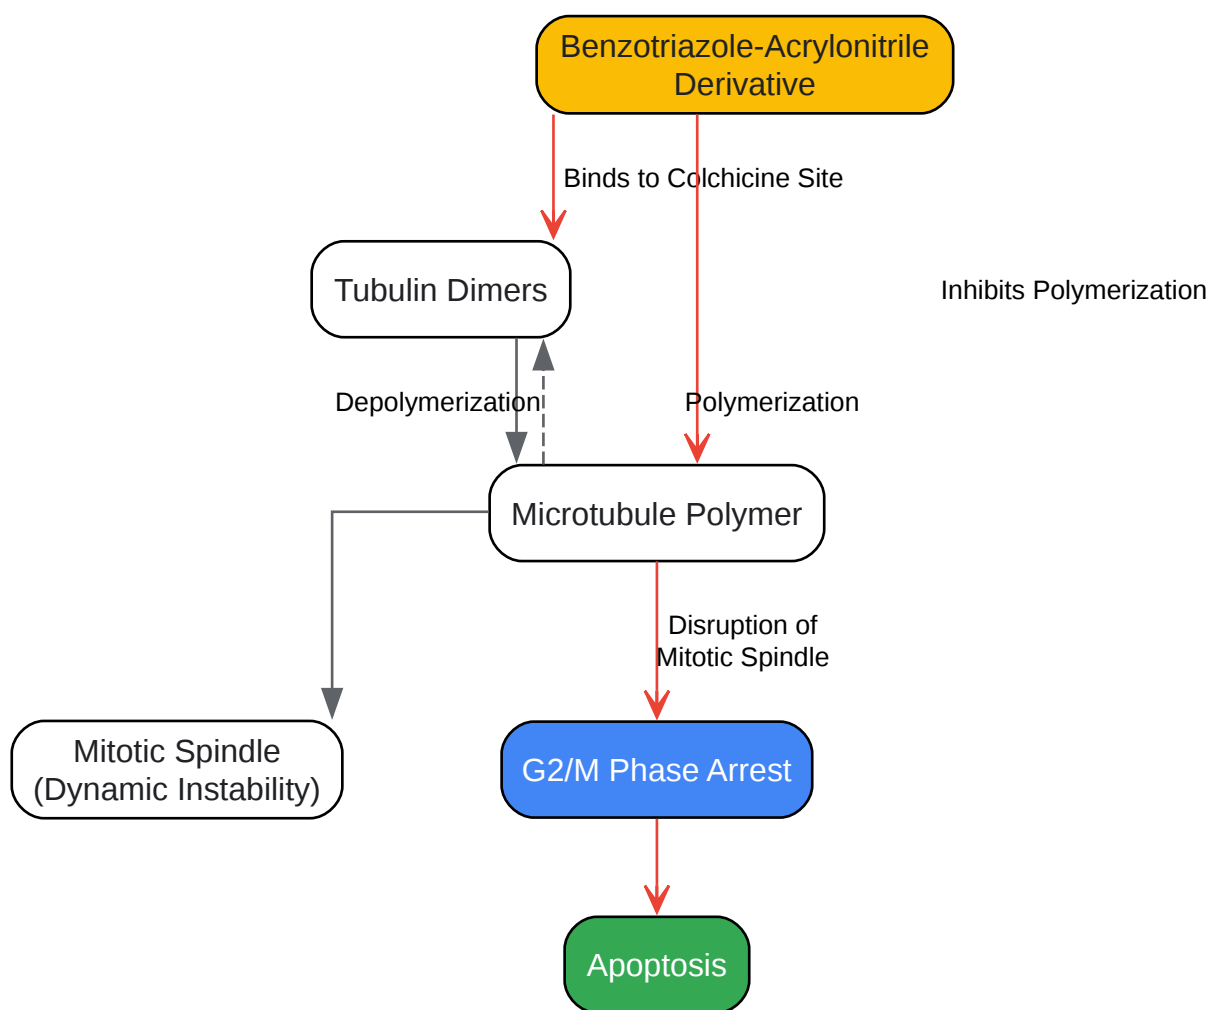 Benzotriazole-Acrylonitrile
Derivative
Binds to Colchicine Site
Tubulin Dimers
Inhibits Polymerization
Depolymerization
Polymerization
Microtubule Polymer
Disruption of
Mitotic Spindle
Mitotic Spindle
(Dynamic Instability)
G2/M Phase Arrest
Apoptosis